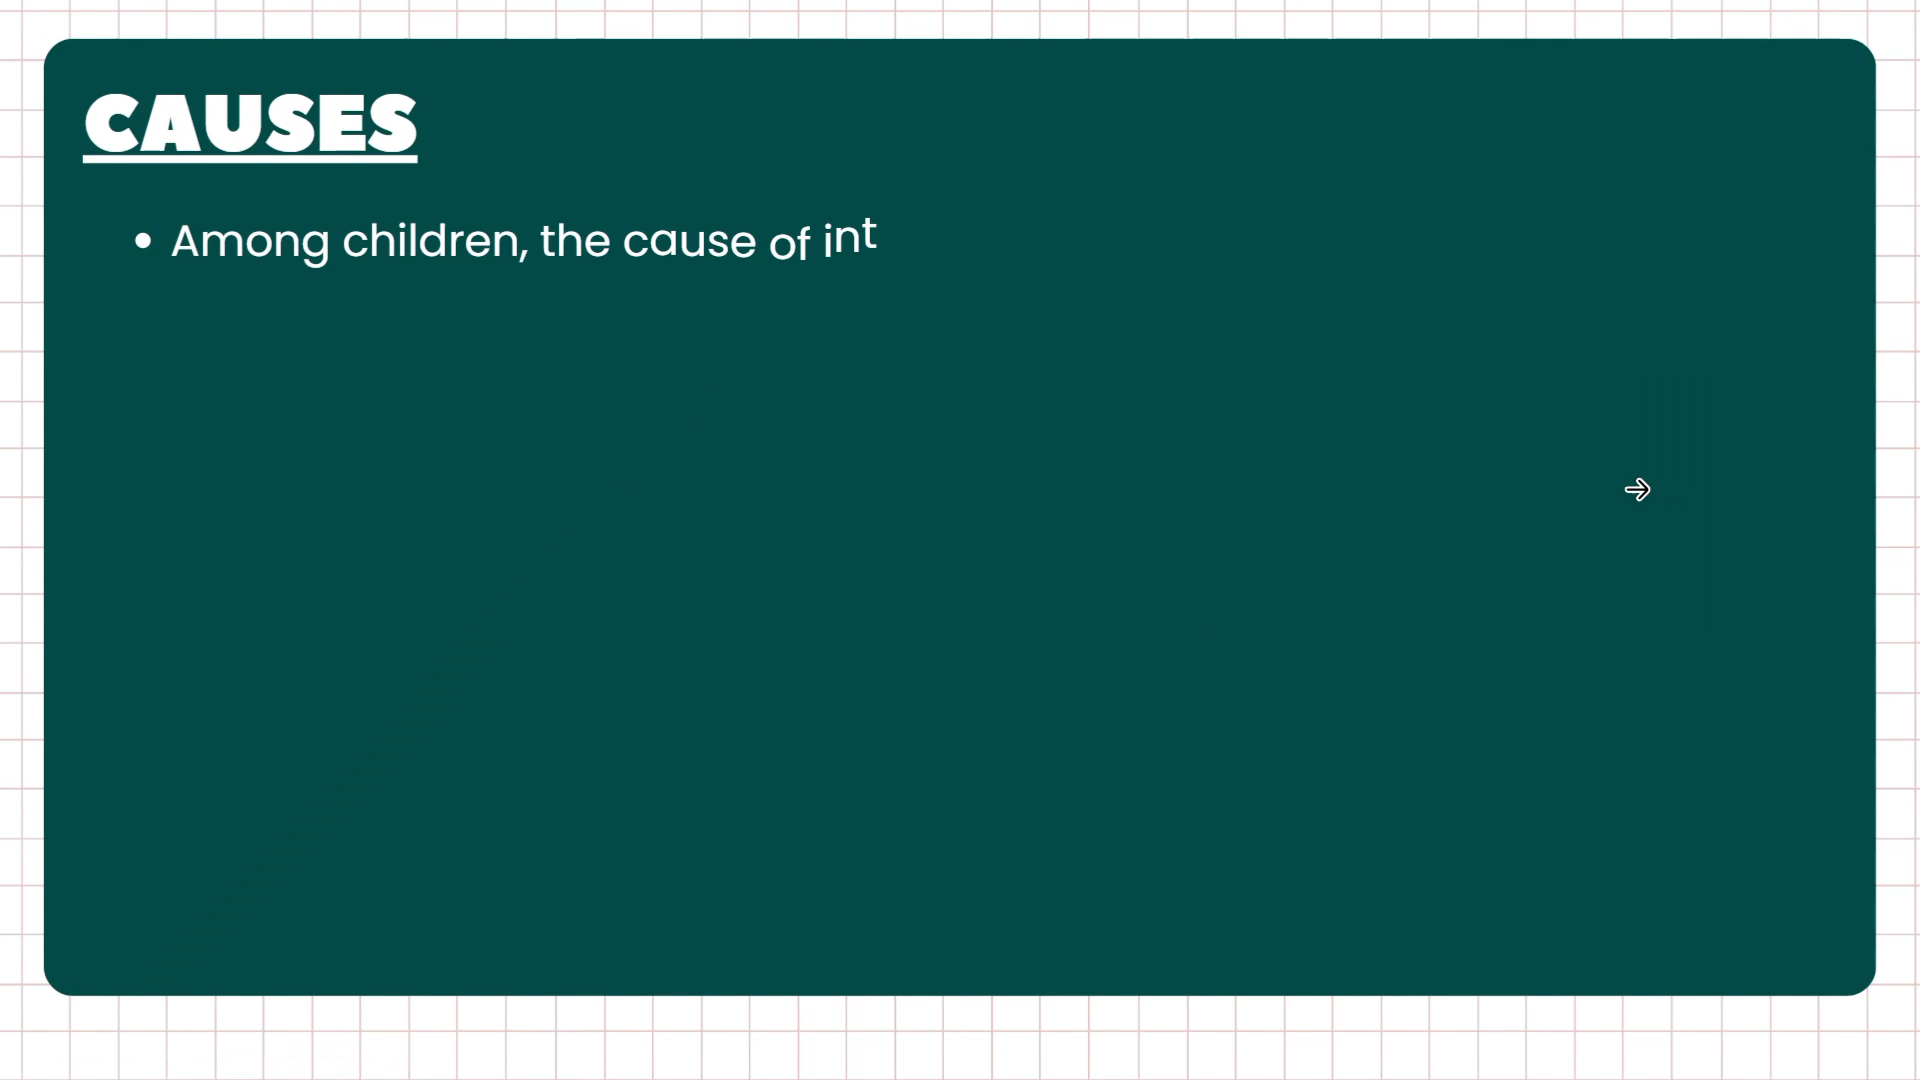 CAUSES
• Among children, the cause of int